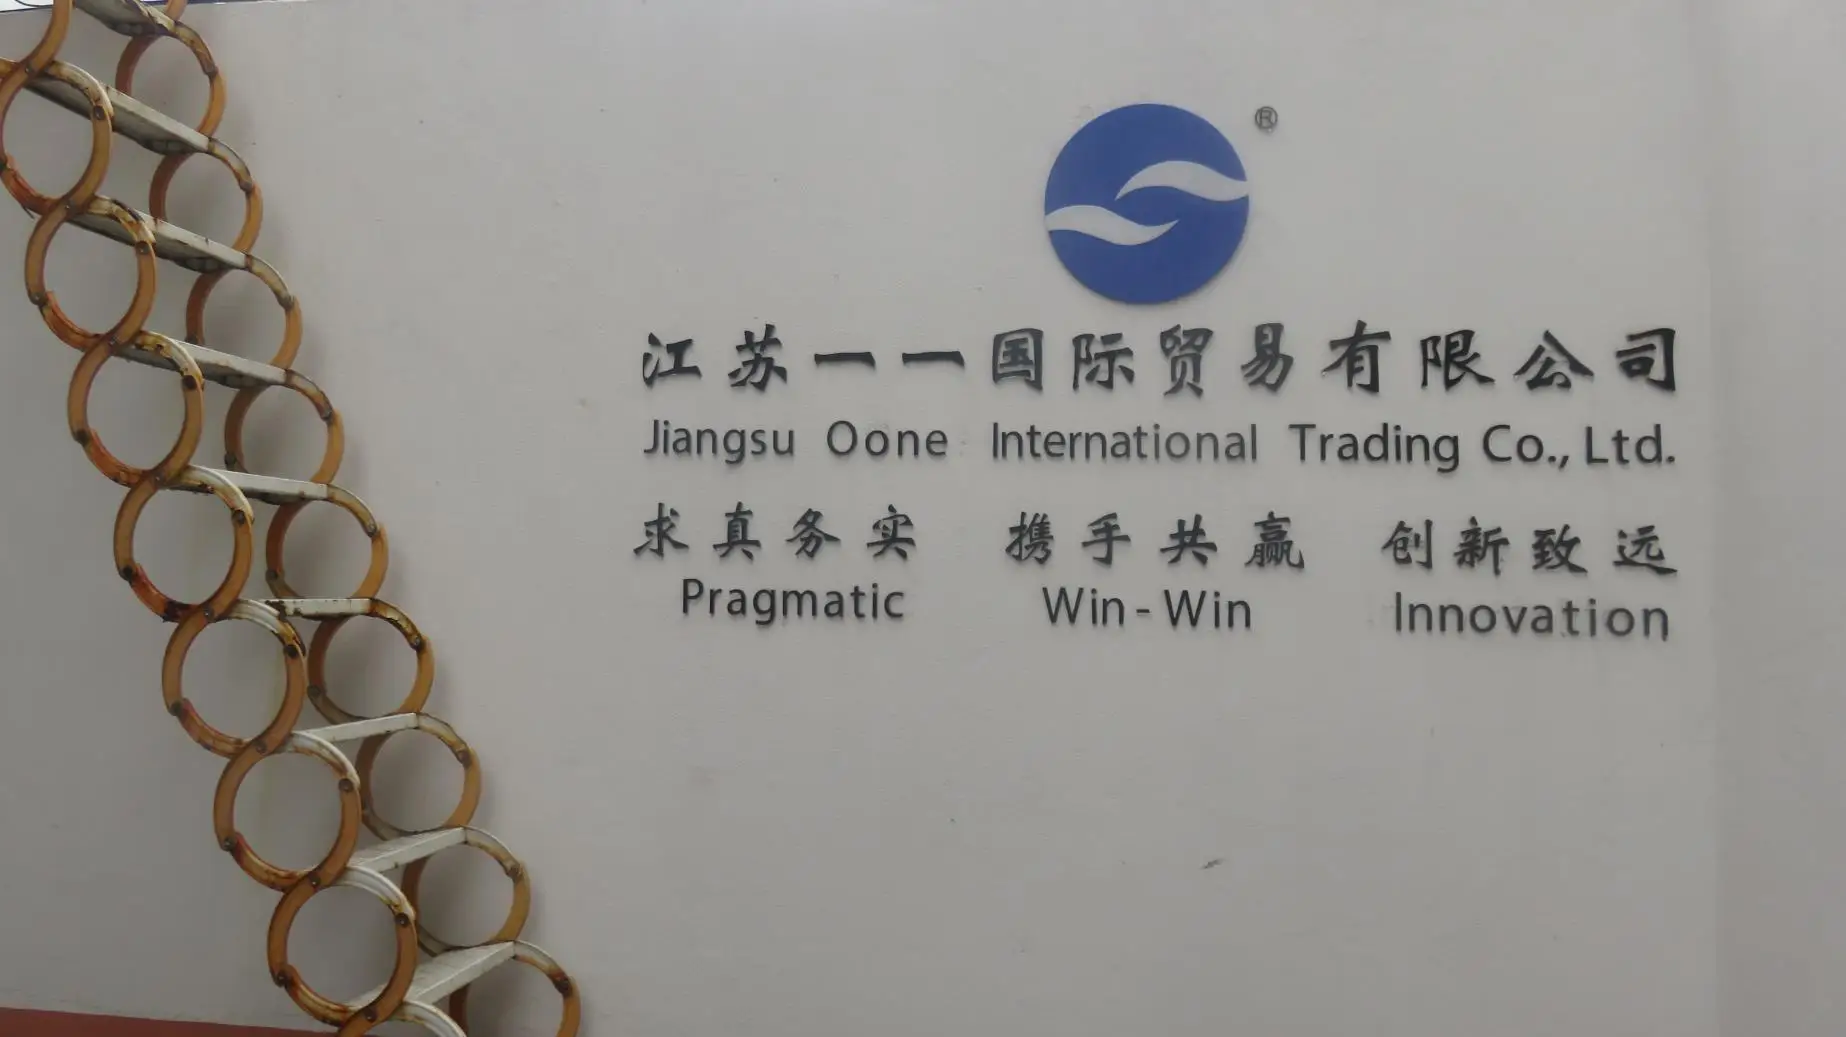 ®
江苏一一国际贸易有限公司
Jiangsu Oone International Trading Co., Ltd.
求真务实 携手共赢 创新致远
Pragmatic Win-Win Innovation